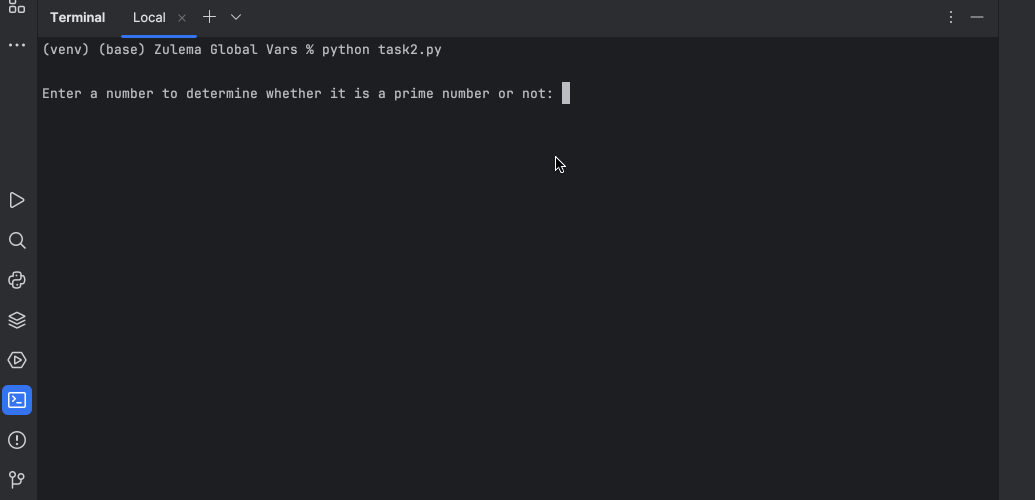 Terminal Local
(venv) (base) Zulema Global Vars % python task2.py
Enter a number to determine whether it is a prime number or not: